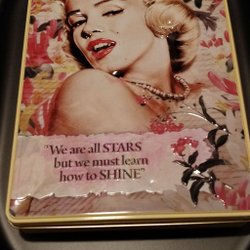 "We are all STARS
but we must learn
how to SHINE"